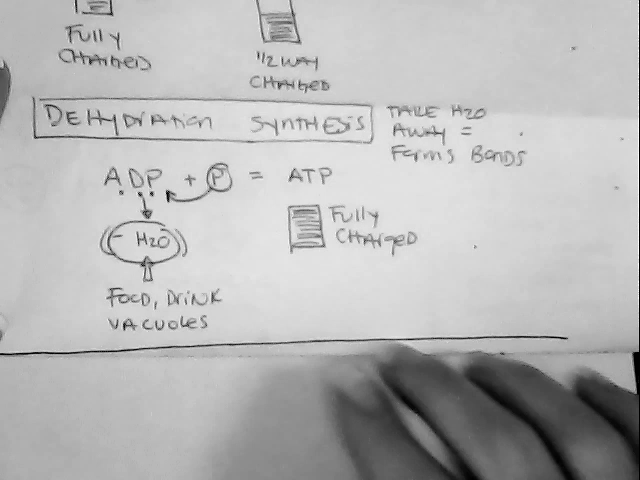 Fully
CHARGED
1/2 WAY
CHARGED
DEHYDRATION SYNTHESIS
TAKE H2O
AWAY =
Forms Bonds
ADP + P = ATP
- H2O
Fully
CHARGED
FOOD, DRINK
VACUOLES